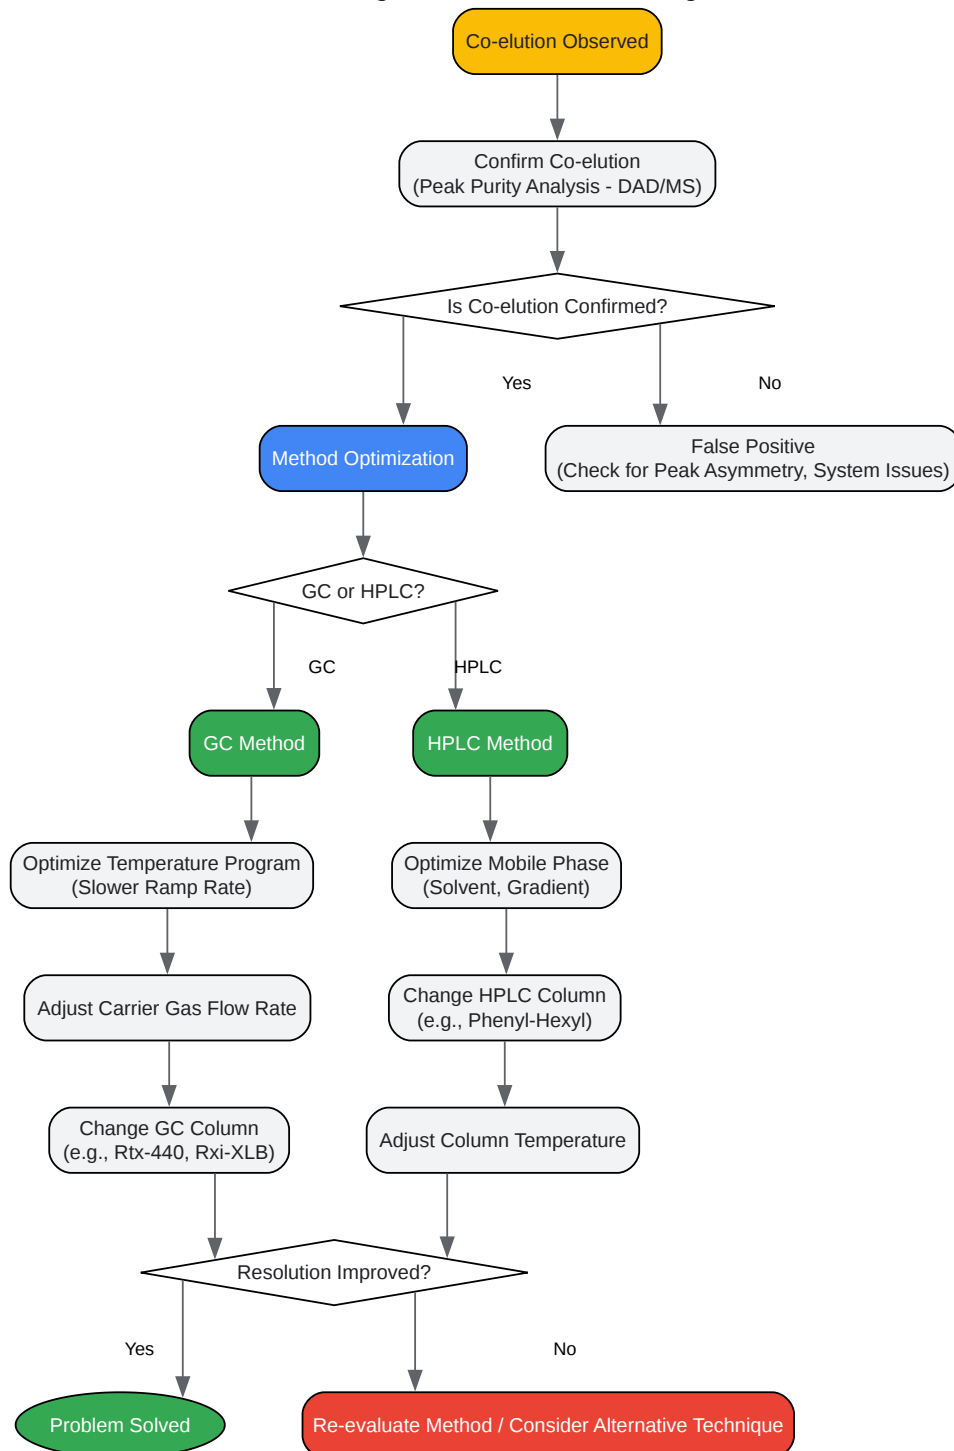 Co-elution Observed
Confirm Co-elution
(Peak Purity Analysis - DAD/MS)
Is Co-elution Confirmed?
Yes
No
Method Optimization
False Positive
(Check for Peak Asymmetry, System Issues)
GC or HPLC?
GC
HPLC
GC Method
HPLC Method
Optimize Temperature Program
(Slower Ramp Rate)
Optimize Mobile Phase
(Solvent, Gradient)
Adjust Carrier Gas Flow Rate
Change HPLC Column
(e.g., Phenyl-Hexyl)
Change GC Column
(e.g., Rtx-440, Rxi-XLB)
Adjust Column Temperature
Resolution Improved?
Yes
No
Problem Solved
Re-evaluate Method / Consider Alternative Technique